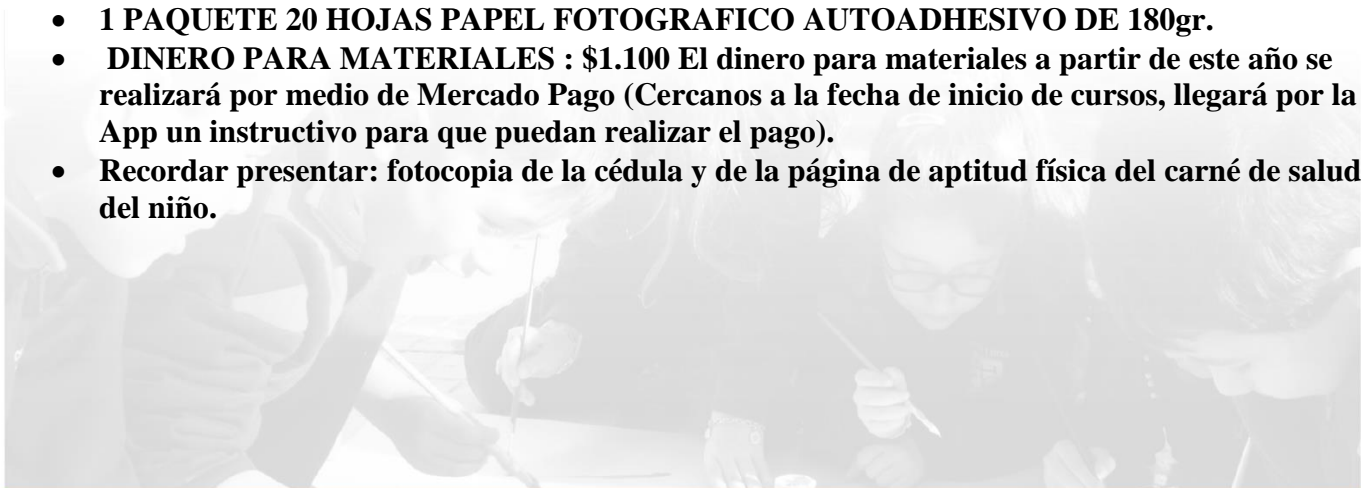 • 1 PAQUETE 20 HOJAS PAPEL FOTOGRAFICO AUTOADHESIVO DE 180gr.
• DINERO PARA MATERIALES : $1.100 El dinero para materiales a partir de este año se
realizará por medio de Mercado Pago (Cercanos a la fecha de inicio de cursos, llegará por la
App un instructivo para que puedan realizar el pago).
• Recordar presentar: fotocopia de la cédula y de la página de aptitud física del carné de salud
del niño.